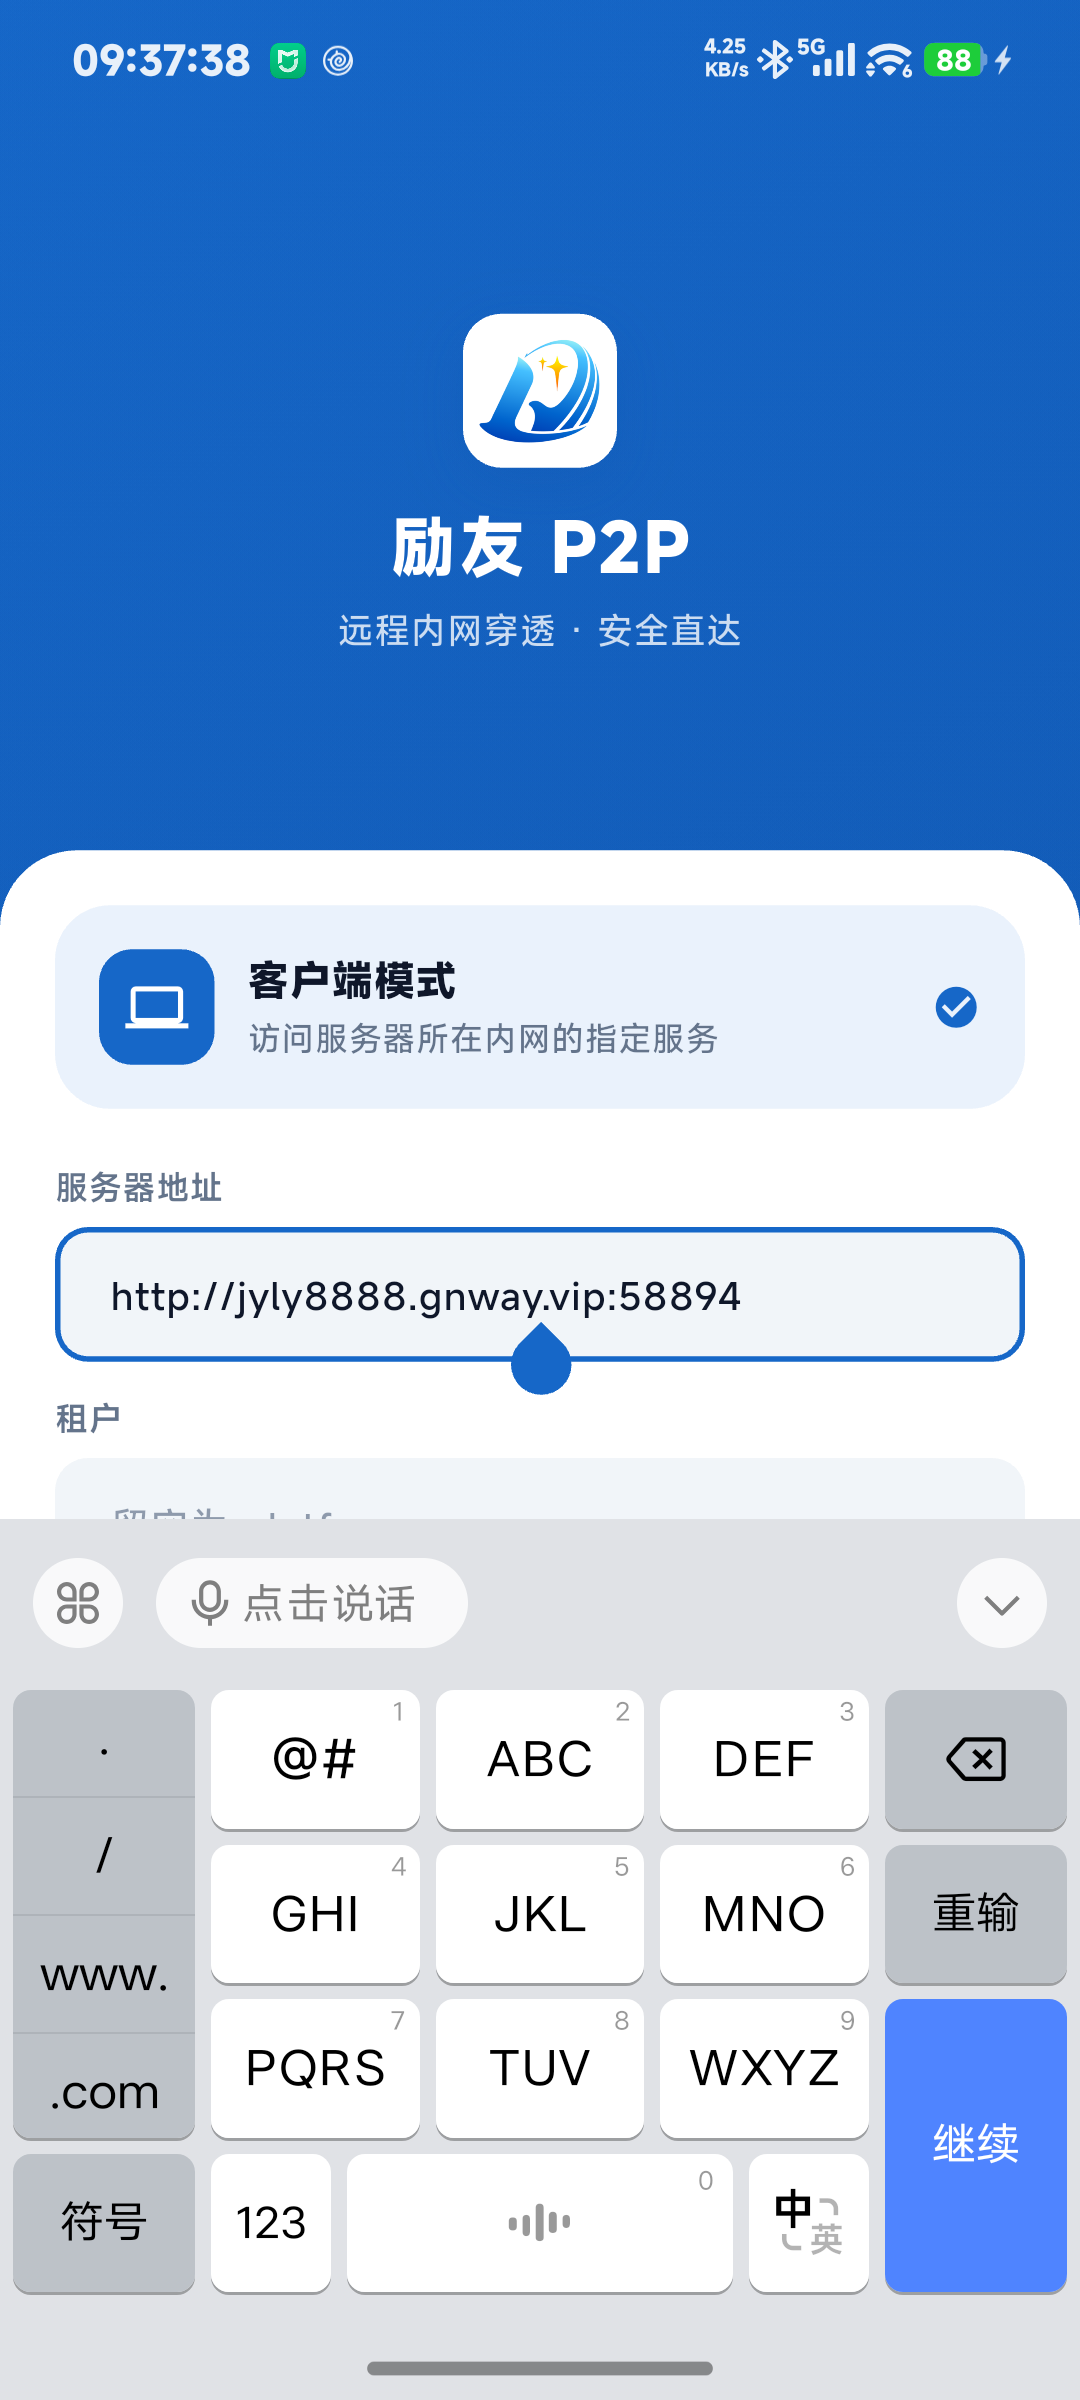 09:37:38
4.25 KB/s 5G 6 88
励友 P2P
远程内网穿透 · 安全直达
客户端模式
访问服务器所在内网的指定服务
服务器地址
http://jyly8888.gnway.vip:58894
租户
点击说话
. @# 1 ABC 2 DEF 3
/ GHI 4 JKL 5 MNO 6 重输
www. PQRS 7 TUV 8 WXYZ 9
.com 继续
符号 123 0 中 英